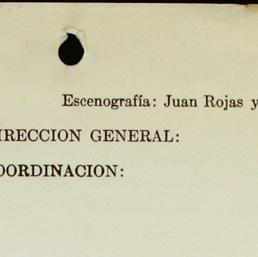 Escenografía: Juan Rojas y
IRECCION GENERAL:
OORDINACION: